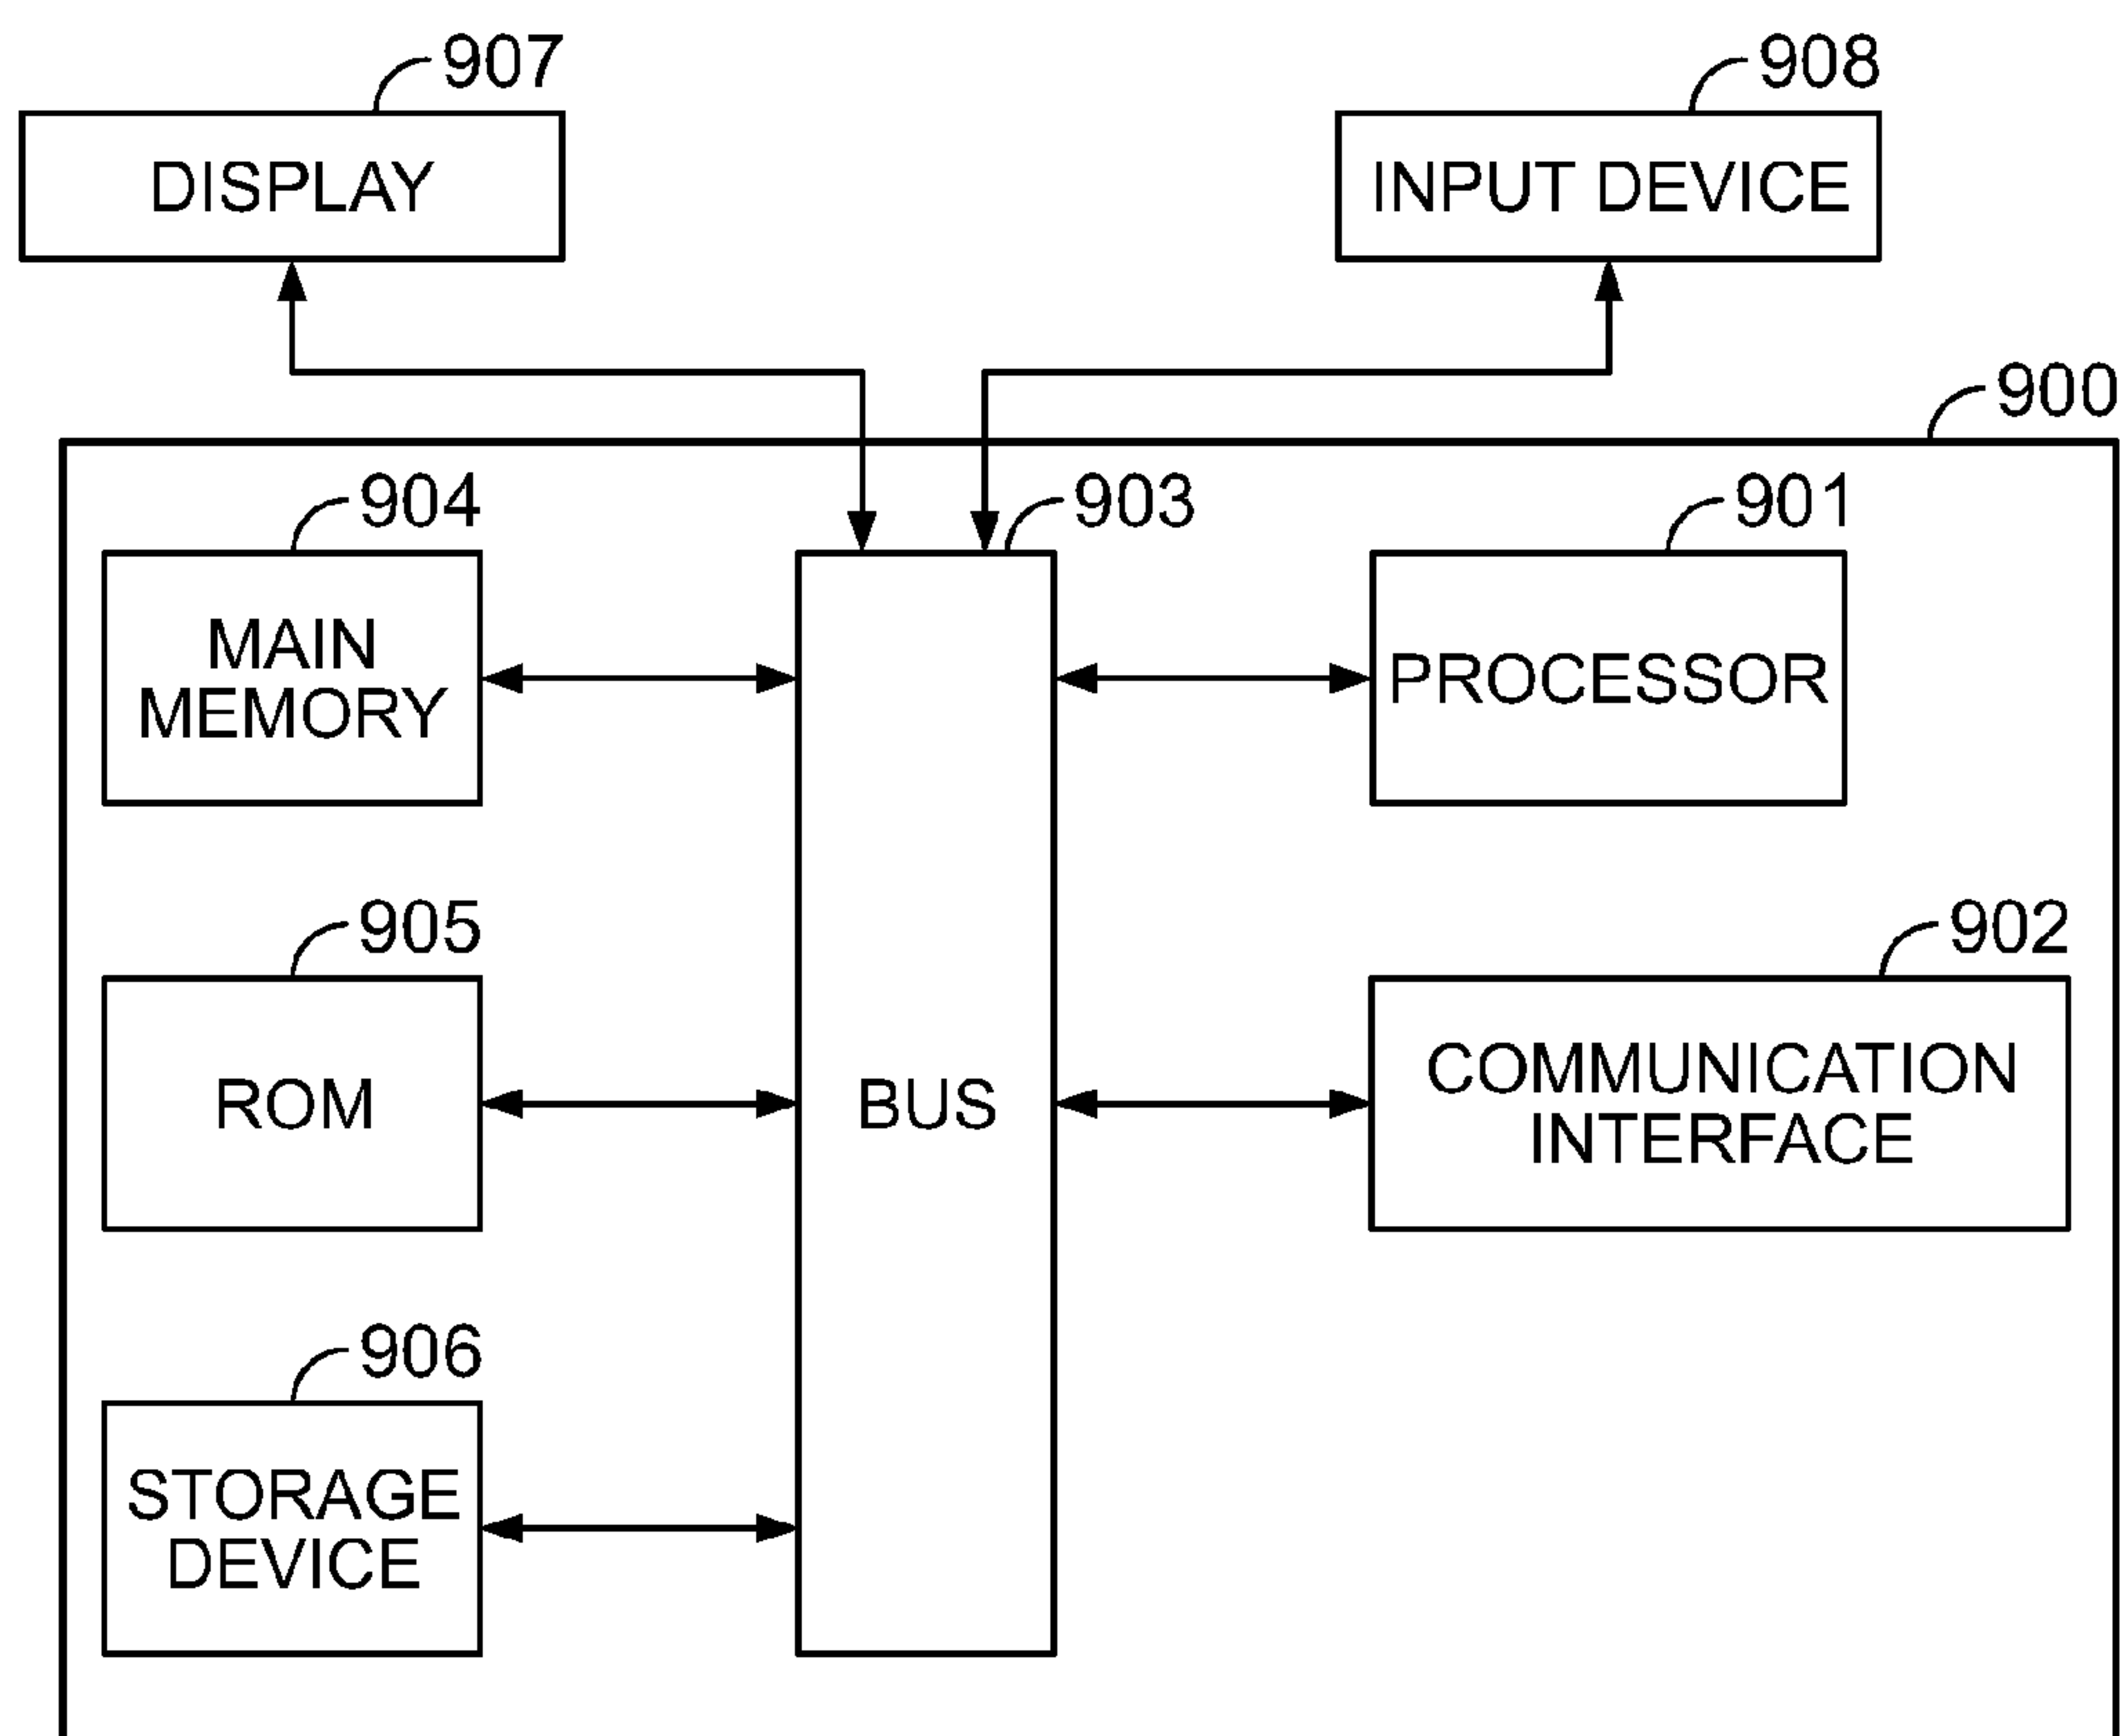 907
DISPLAY
908
INPUT DEVICE
900
904
MAIN
MEMORY
903
BUS
901
PROCESSOR
905
ROM
902
COMMUNICATION
INTERFACE
906
STORAGE
DEVICE